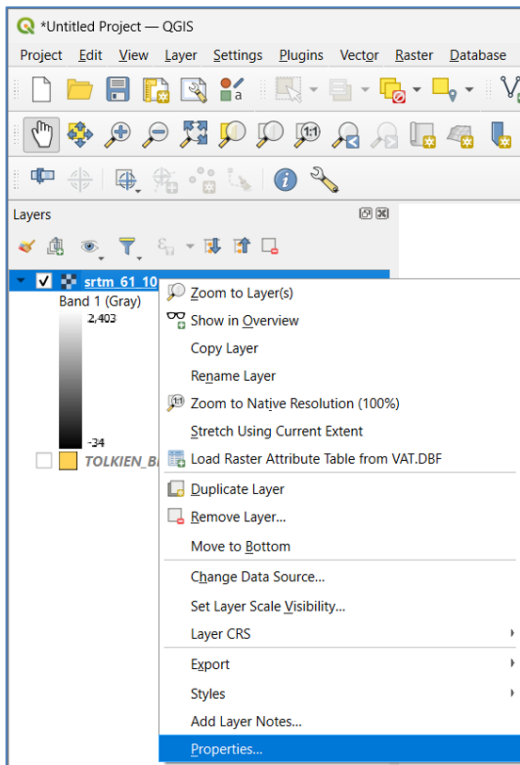 *Untitled Project — QGIS
Project Edit View Layer Settings Plugins Vector Raster Database
Layers
srtm_61_10
Band 1 (Gray)
2,403
-34
TOLKIEN_B
Zoom to Layer(s)
Show in Overview
Copy Layer
Rename Layer
Zoom to Native Resolution (100%)
Stretch Using Current Extent
Load Raster Attribute Table from VAT.DBF
Duplicate Layer
Remove Layer...
Move to Bottom
Change Data Source...
Set Layer Scale Visibility...
Layer CRS
Export
Styles
Add Layer Notes...
Properties...